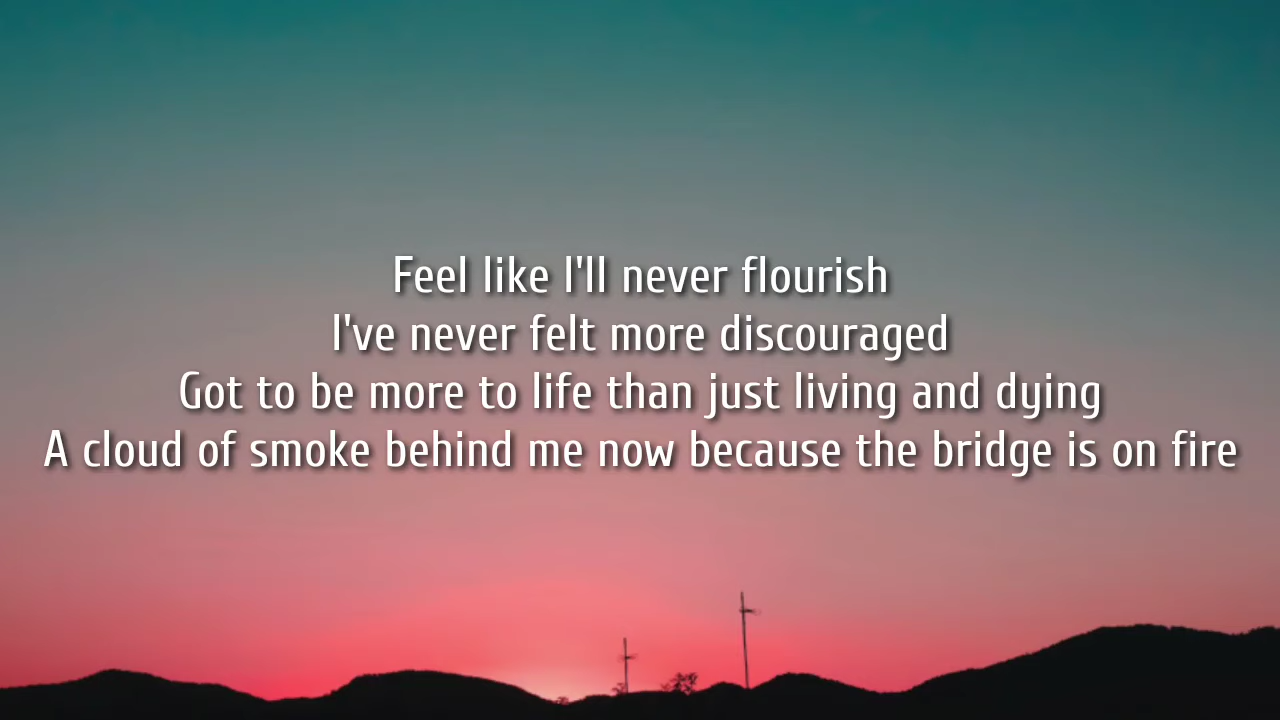 Feel like I'll never flourish
I've never felt more discouraged
Got to be more to life than just living and dying
A cloud of smoke behind me now because the bridge is on fire